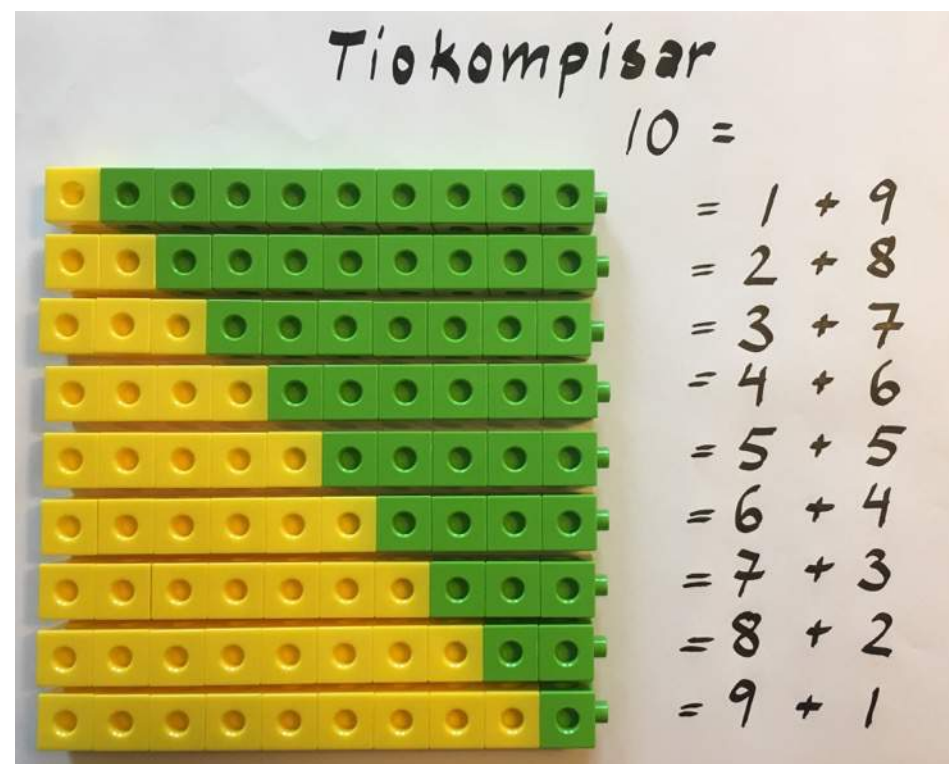 Tiokompisar
10 =
= 1 + 9
= 2 + 8
= 3 + 7
= 4 + 6
= 5 + 5
= 6 + 4
= 7 + 3
= 8 + 2
= 9 + 1